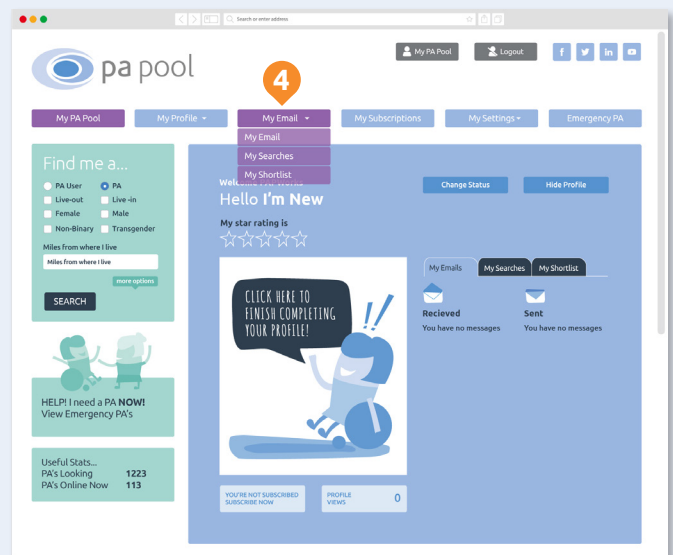 Search or enter address
pa pool
My PA Pool
Logout
4
My PA Pool
My Profile
My Email
My Subscriptions
My Settings
Emergency PA
My Email
My Searches
My Shortlist
Find me a...
PA User
PA
Live-out
Live -in
Female
Male
Non-Binary
Transgender
Miles from where I live
Miles from where I live
more options
SEARCH
HELP! I need a PA NOW!
View Emergency PA's
Useful Stats...
PA's Looking 1223
PA's Online Now 113
Hello I'm New
My star rating is
Change Status
Hide Profile
CLICK HERE TO
FINISH COMPLETING
YOUR PROFILE!
My Emails
My Searches
My Shortlist
Recieved
You have no messages
Sent
You have no messages
YOU'RE NOT SUBSCRIBED
SUBSCRIBE NOW
PROFILE
VIEWS
0